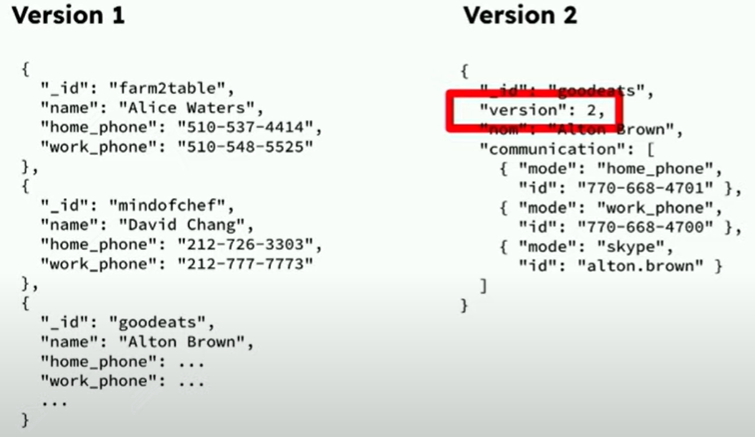 Version 1
{
"_id": "farm2table",
"name": "Alice Waters",
"home_phone": "510-537-4414",
"work_phone": "510-548-5525"
},
{
"_id": "mindofchef",
"name": "David Chang",
"home_phone": "212-726-3303",
"work_phone": "212-777-7773"
},
{
"_id": "goodeats",
"name": "Alton Brown",
"home_phone": ...
"work_phone": ...
...
}
Version 2
{
"_id": "goodeats",
"version": 2,
"nom": "Alton Brown",
"communication": [
{ "mode": "home_phone",
"id": "770-668-4701" },
{ "mode": "work_phone",
"id": "770-668-4700" },
{ "mode": "skype",
"id": "alton.brown" }
]
}